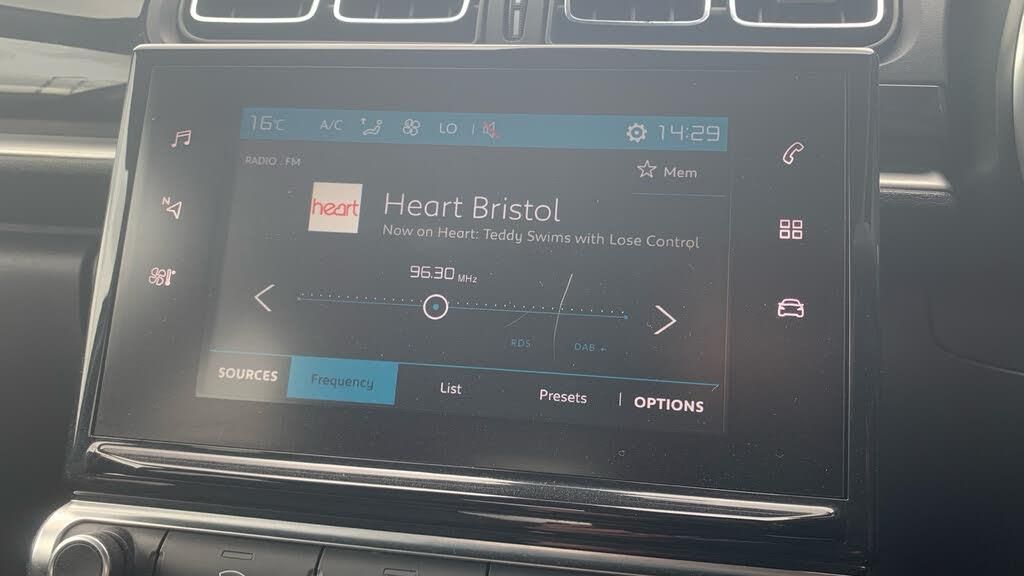 16°C A/C LO 14:29
RADIO . FM
Mem
heart
Heart Bristol
Now on Heart: Teddy Swims with Lose Control
96.30 MHz
RDS DAB
SOURCES Frequency List Presets OPTIONS
N